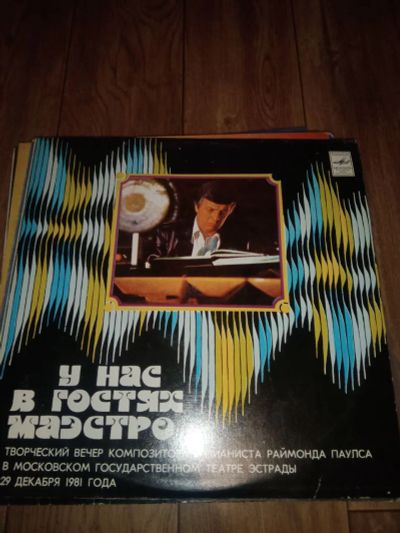 У НАС
В ГОСТЯХ
МАЭСТРО
ТВОРЧЕСКИЙ ВЕЧЕР КОМПОЗИТОРА ПИАНИСТА РАЙМОНДА ПАУЛСА
В МОСКОВСКОМ ГОСУДАРСТВЕННОМ ТЕАТРЕ ЭСТРАДЫ
29 ДЕКАБРЯ 1981 ГОДА